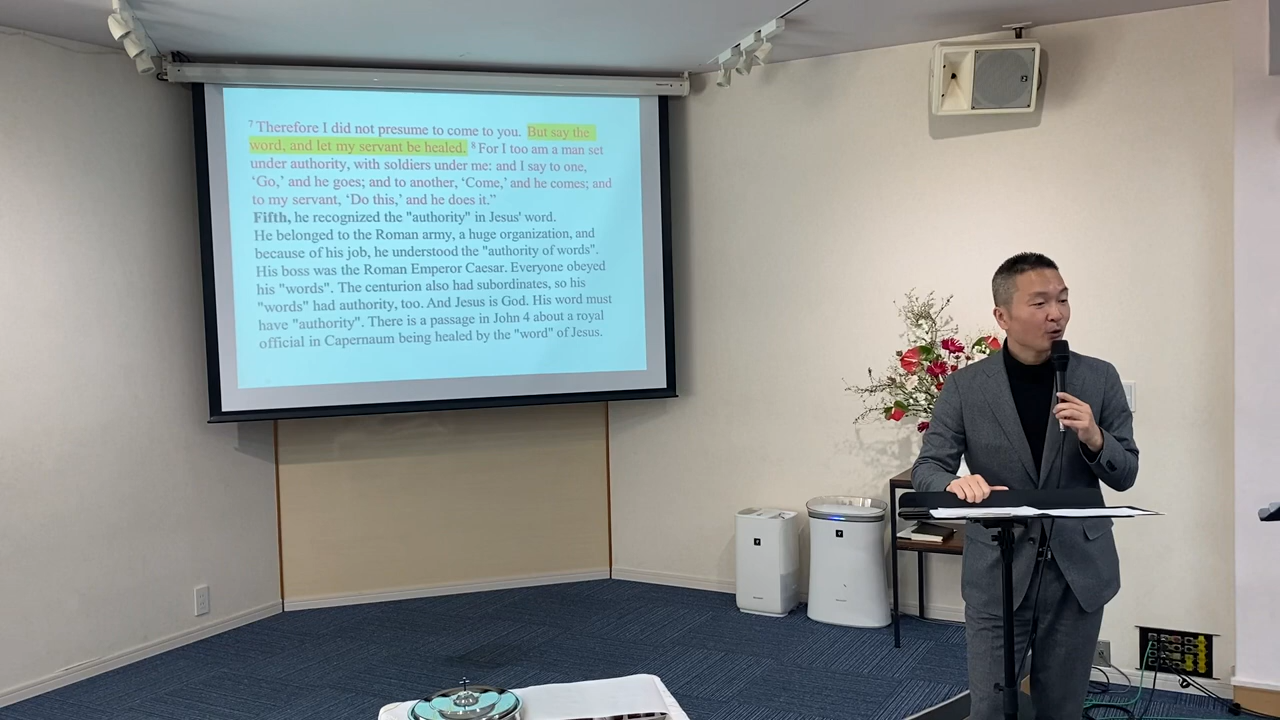 7 Therefore I did not presume to come to you. But say the
word, and let my servant be healed. 8 For I too am a man set
under authority, with soldiers under me: and I say to one,
‘Go,’ and he goes; and to another, ‘Come,’ and he comes; and
to my servant, ‘Do this,’ and he does it.”
Fifth, he recognized the "authority" in Jesus' word.
He belonged to the Roman army, a huge organization, and
because of his job, he understood the "authority of words".
His boss was the Roman Emperor Caesar. Everyone obeyed
his "words". The centurion also had subordinates, so his
"words" had authority, too. And Jesus is God. His word must
have "authority". There is a passage in John 4 about a royal
official in Capernaum being healed by the "word" of Jesus.